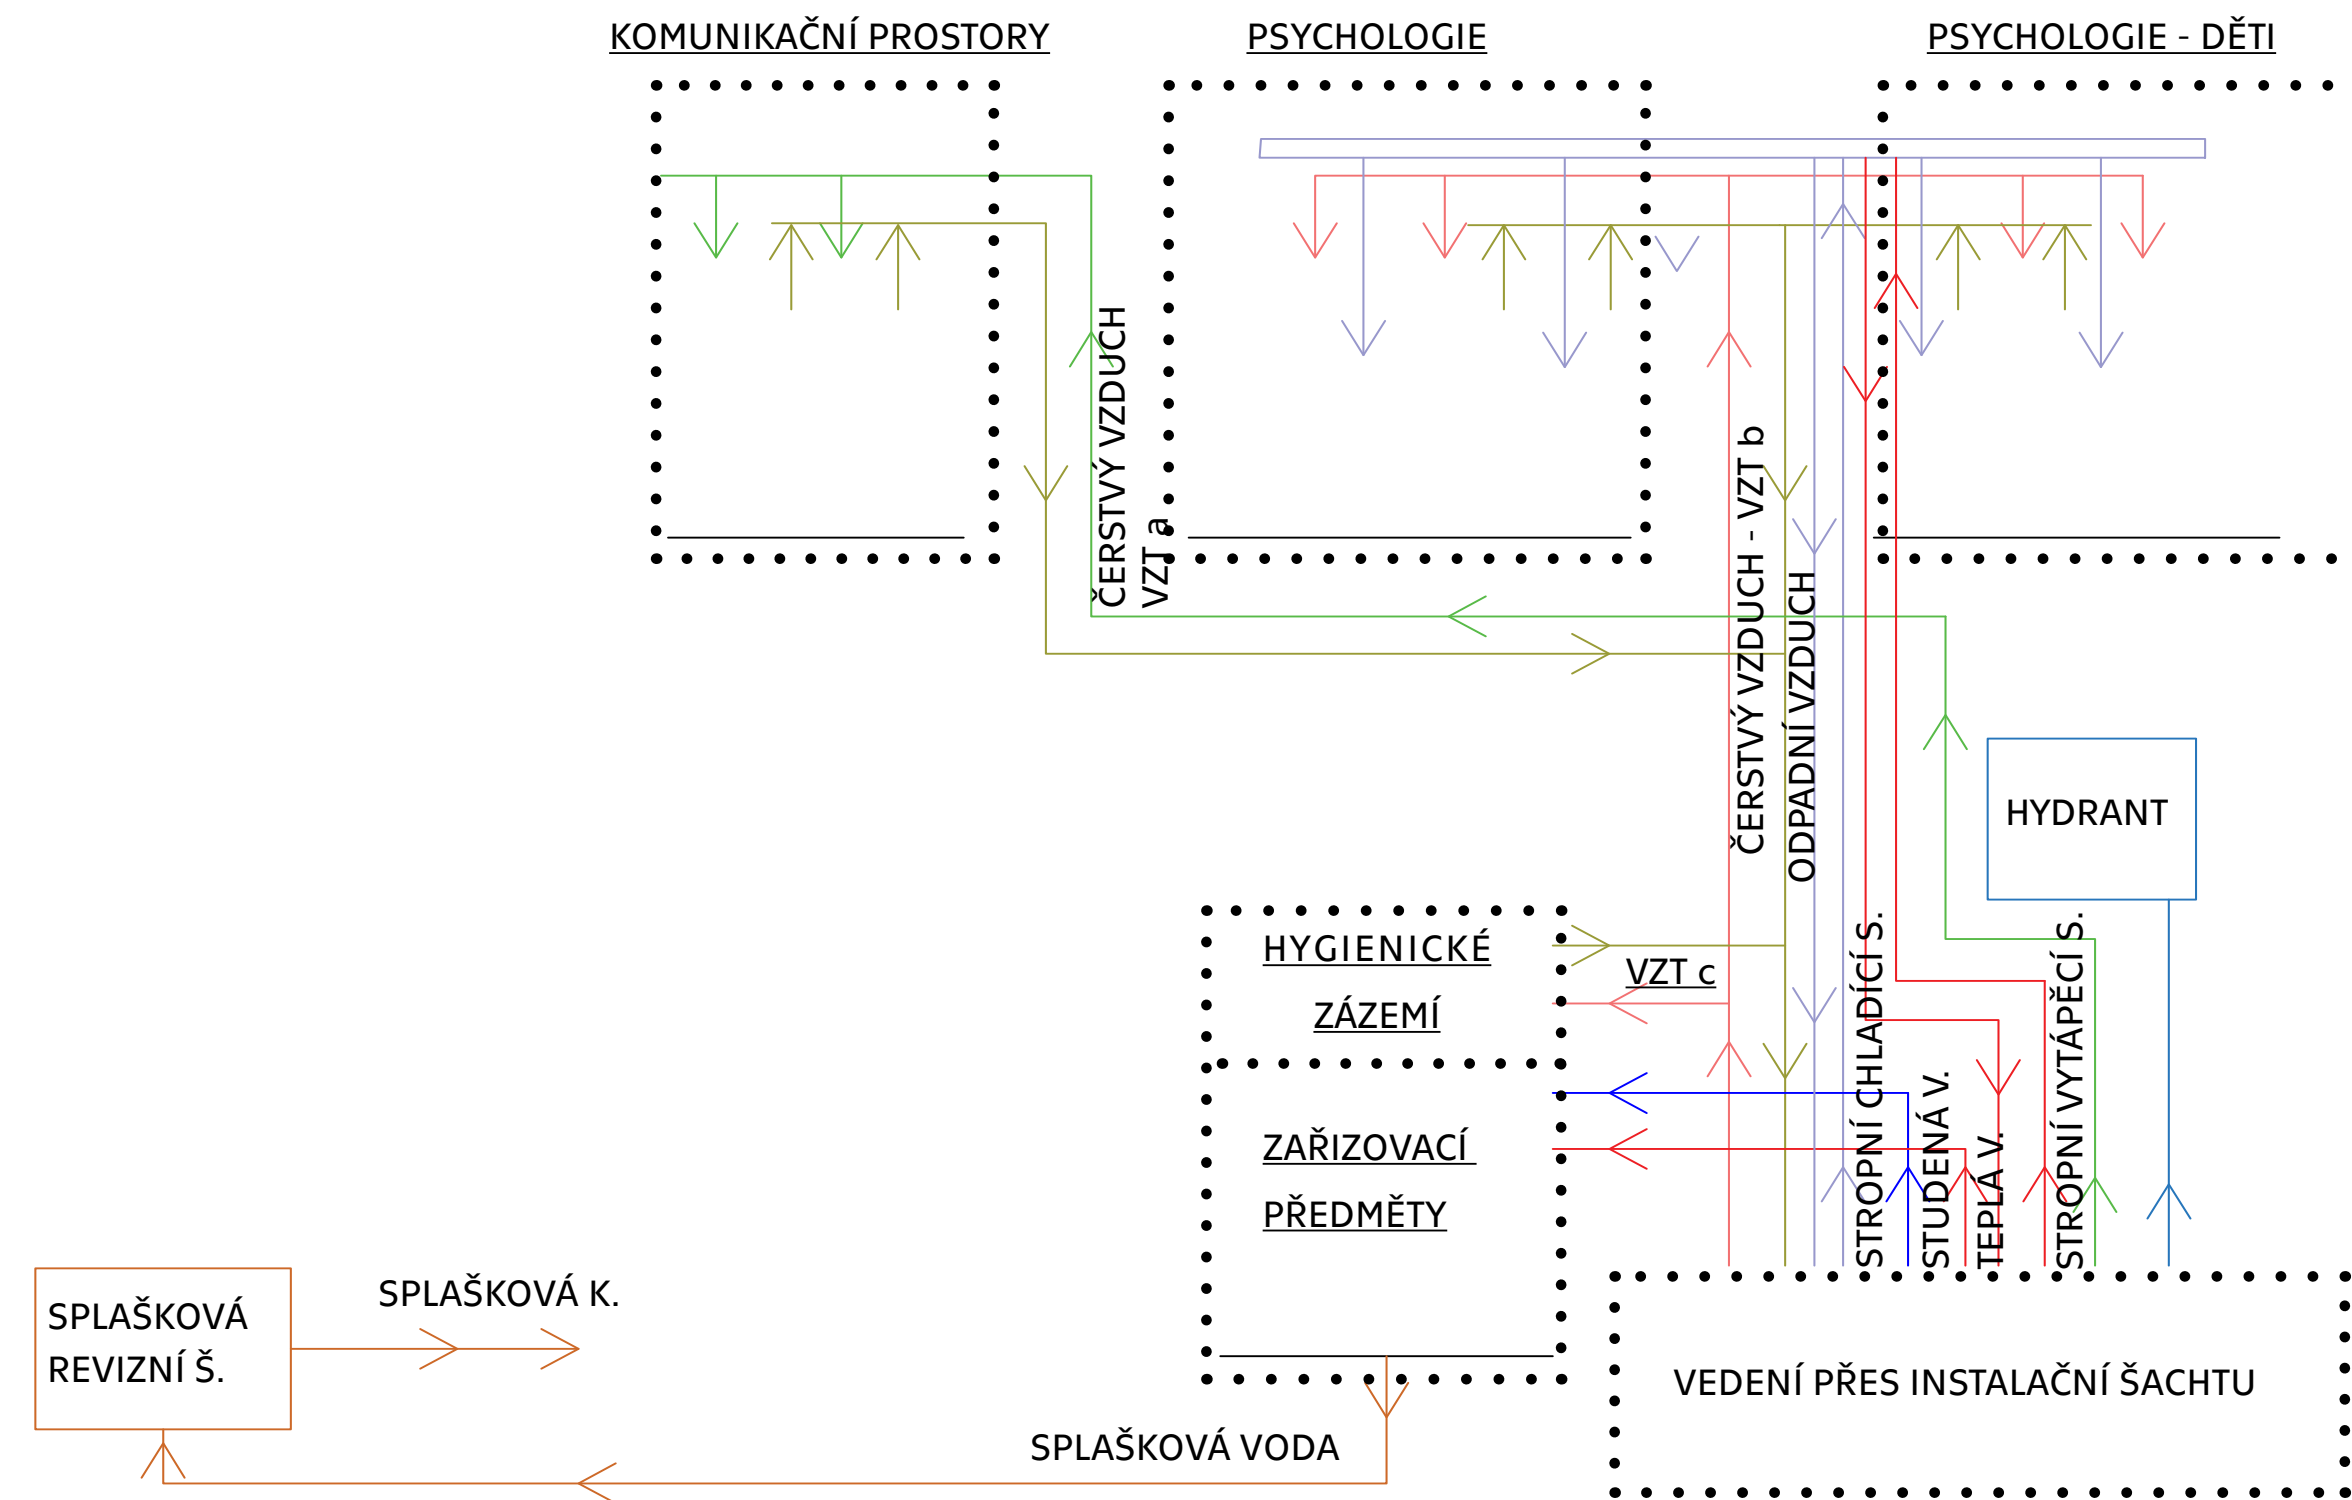 KOMUNIKAČNÍ PROSTORY
PSYCHOLOGIE
PSYCHOLOGIE - DĚTI
ČERSTVÝ VZDUCH
VZT a
ČERSTVÝ VZDUCH - VZT b
ODPADNÍ VZDUCH
HYDRANT
HYGIENICKÉ
ZÁZEMÍ
VZT c
ZAŘIZOVACÍ
PŘEDMĚTY
STROPNÍ CHLADÍCÍ S.
STUDENÁ V.
TEPLÁ V.
STROPNÍ VYTÁPĚCÍ S.
SPLAŠKOVÁ
REVIZNÍ Š.
SPLAŠKOVÁ K.
VEDENÍ PŘES INSTALAČNÍ ŠACHTU
SPLAŠKOVÁ VODA